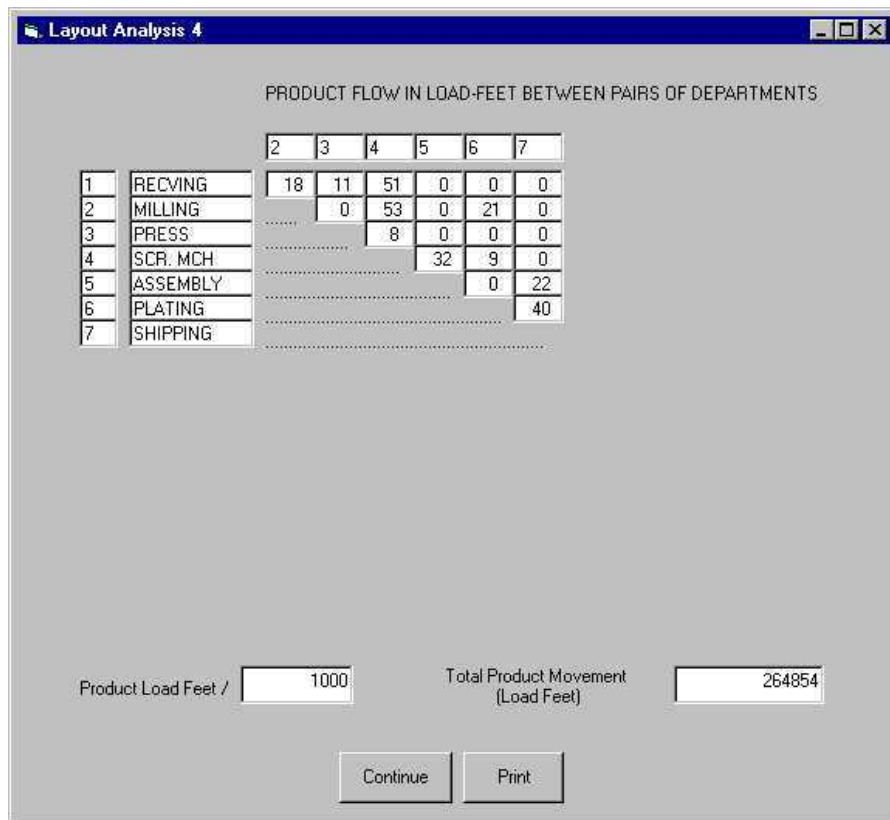 Layout Analysis 4
PRODUCT FLOW IN LOAD-FEET BETWEEN PAIRS OF DEPARTMENTS
2 3 4 5 6 7
1 RECVING 18 11 51 0 0 0
2 MILLING 0 53 0 21 0
3 PRESS 8 0 0 0
4 SCR. MCH 32 9 0
5 ASSEMBLY 0 22
6 PLATING 40
7 SHIPPING
Product Load Feet / 1000
Total Product Movement
(Load Feet) 264854
Continue Print